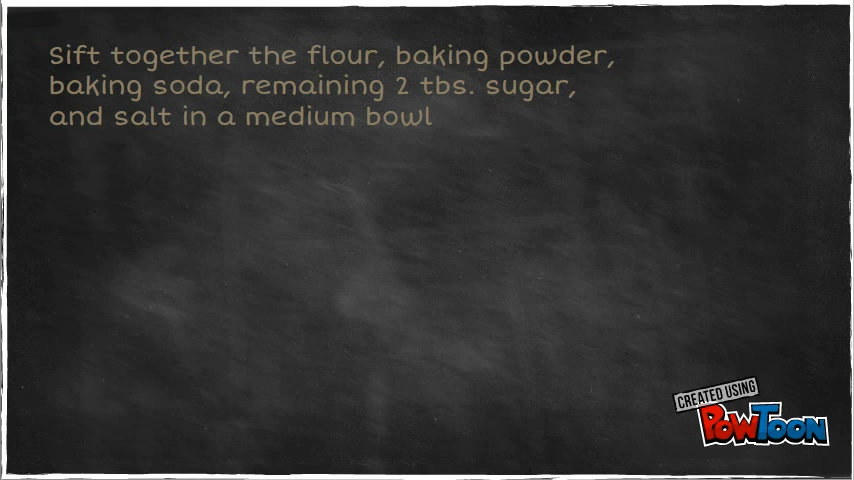 Sift together the flour, baking powder,
baking soda, remaining 2 tbs. sugar,
and salt in a medium bowl
CREATED USING
POWTOON